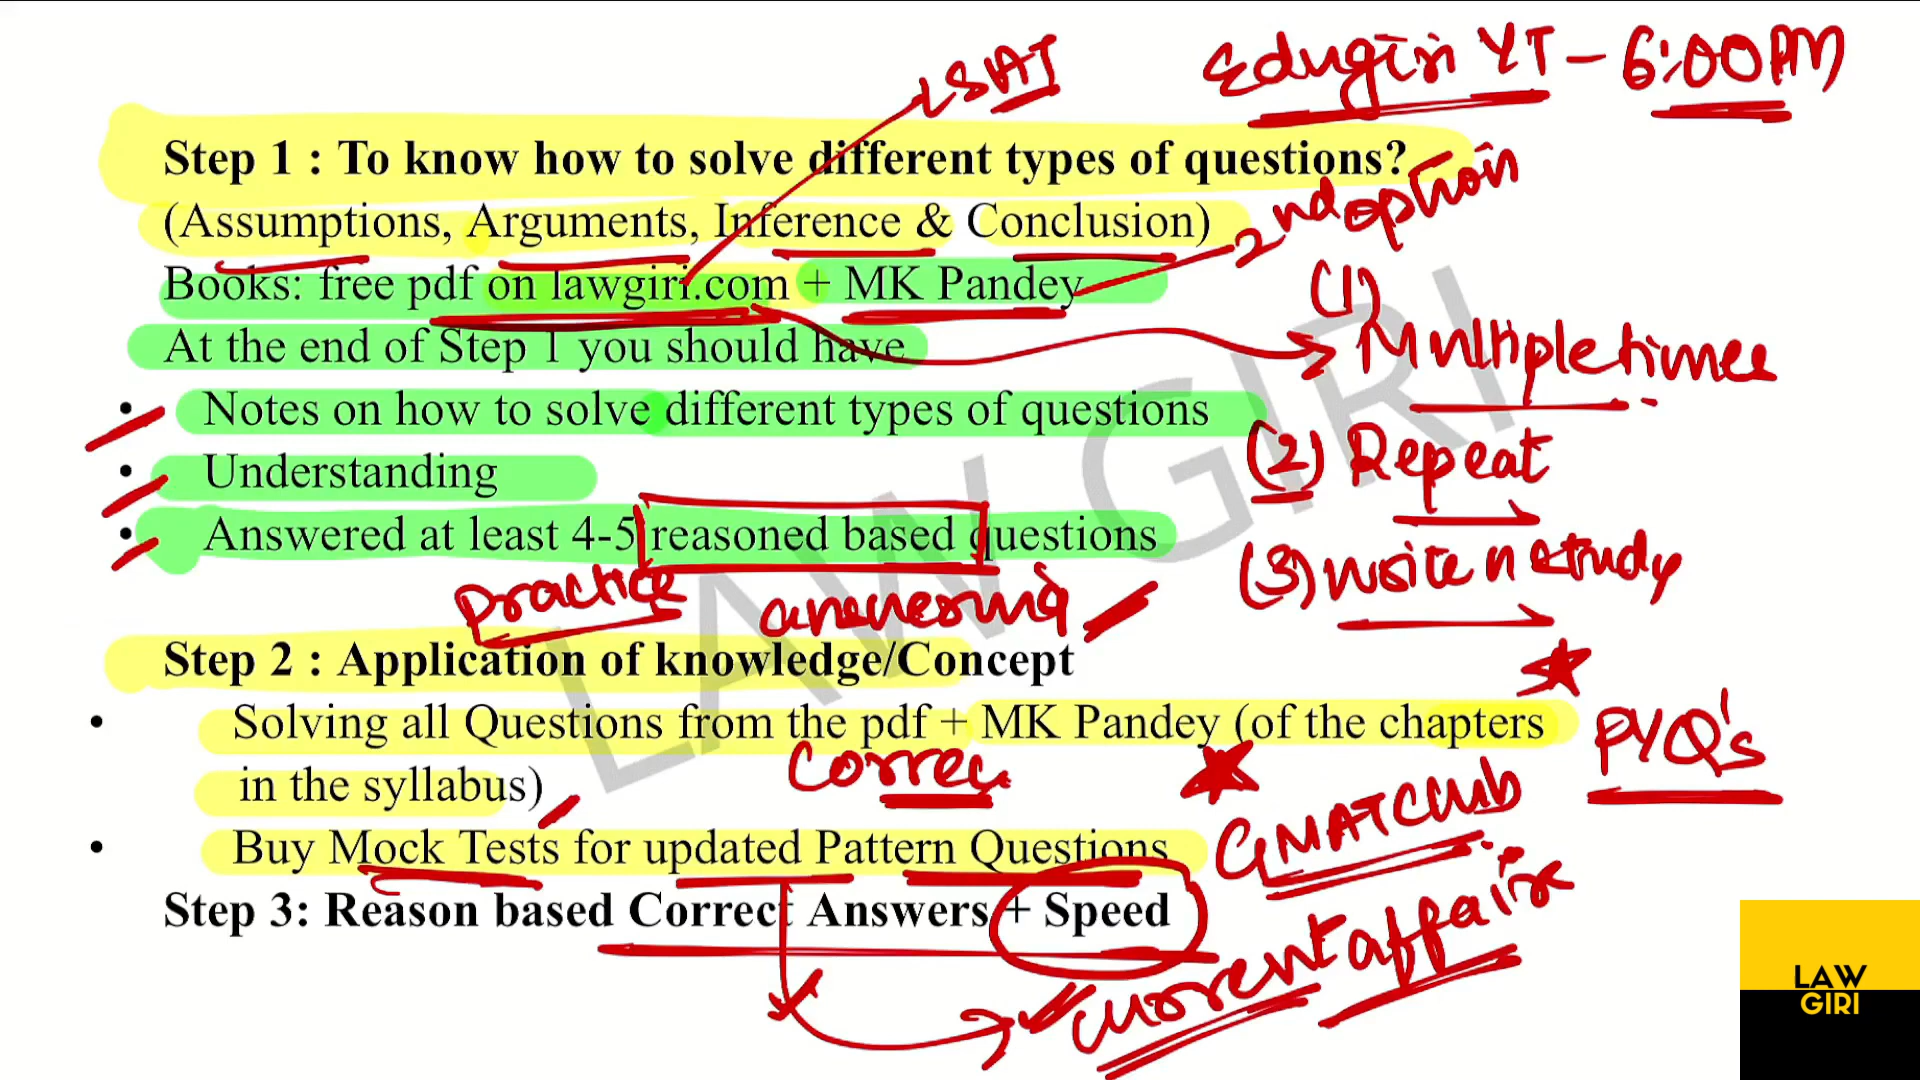 LSAT
Edugiri YT - 6:00PM
Step 1 : To know how to solve different types of questions?
(Assumptions, Arguments, Inference & Conclusion)
2nd option
Books: free pdf on lawgiri.com + MK Pandey
(1)
Multiple times
At the end of Step 1 you should have
• Notes on how to solve different types of questions
(2) Repeat
• Understanding
• Answered at least 4-5 reasoned based questions
(3) write n study
practice answering
Step 2 : Application of knowledge/Concept
• Solving all Questions from the pdf + MK Pandey (of the chapters
in the syllabus)
PYQ's
Correc
GMAT Club
• Buy Mock Tests for updated Pattern Questions
Step 3: Reason based Correct Answers + Speed
Current affairs
LAW GIRI
LAW
GIRI